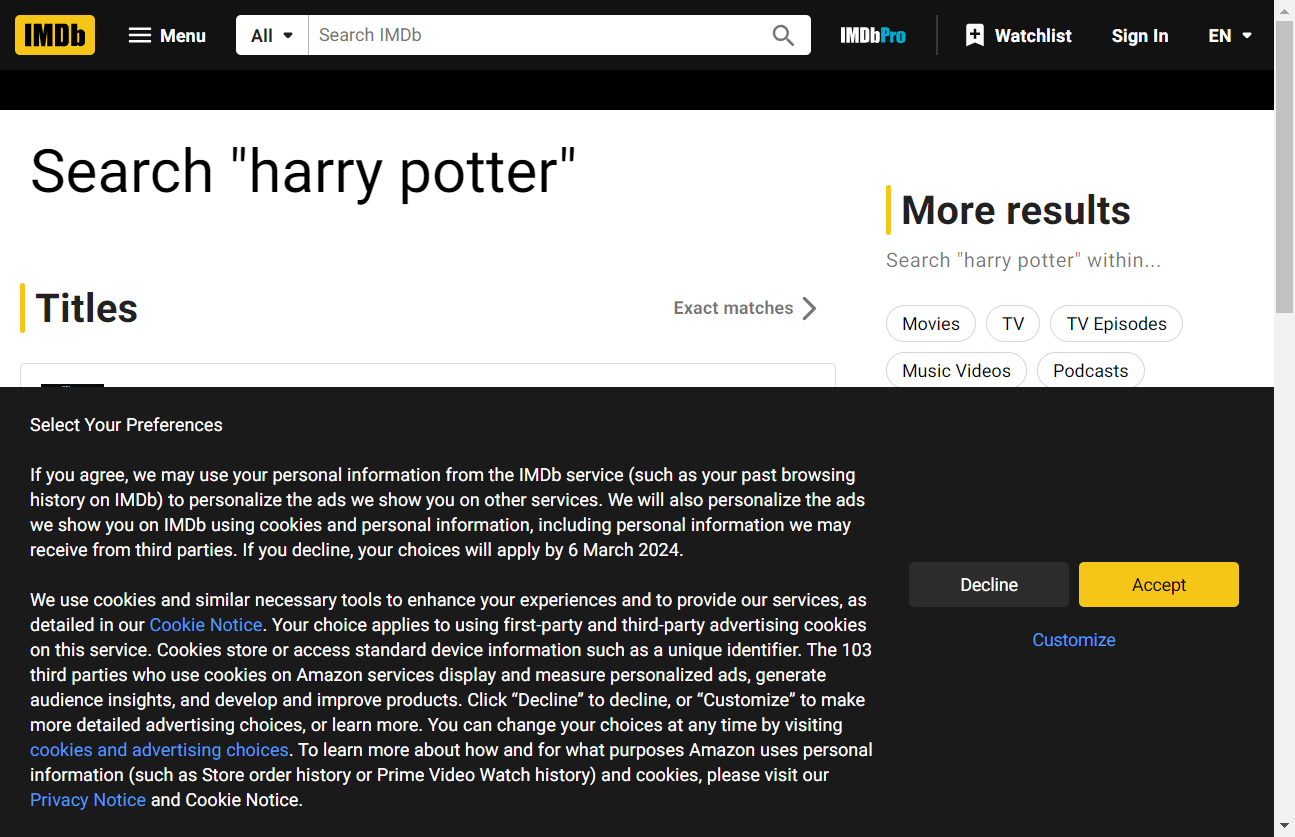 IMDb
Menu
All
Search IMDb
IMDbPro
Watchlist
Sign In
EN
Search "harry potter"
More results
Search "harry potter" within...
Titles
Exact matches
Movies
TV
TV Episodes
Music Videos
Podcasts
Select Your Preferences
If you agree, we may use your personal information from the IMDb service (such as your past browsing
history on IMDb) to personalize the ads we show you on other services. We will also personalize the ads
we show you on IMDb using cookies and personal information, including personal information we may
receive from third parties. If you decline, your choices will apply by 6 March 2024.
We use cookies and similar necessary tools to enhance your experiences and to provide our services, as
detailed in our Cookie Notice. Your choice applies to using first-party and third-party advertising cookies
on this service. Cookies store or access standard device information such as a unique identifier. The 103
third parties who use cookies on Amazon services display and measure personalized ads, generate
audience insights, and develop and improve products. Click “Decline” to decline, or “Customize” to make
more detailed advertising choices, or learn more. You can change your choices at any time by visiting
cookies and advertising choices. To learn more about how and for what purposes Amazon uses personal
information (such as Store order history or Prime Video Watch history) and cookies, please visit our
Privacy Notice and Cookie Notice.
Decline
Accept
Customize